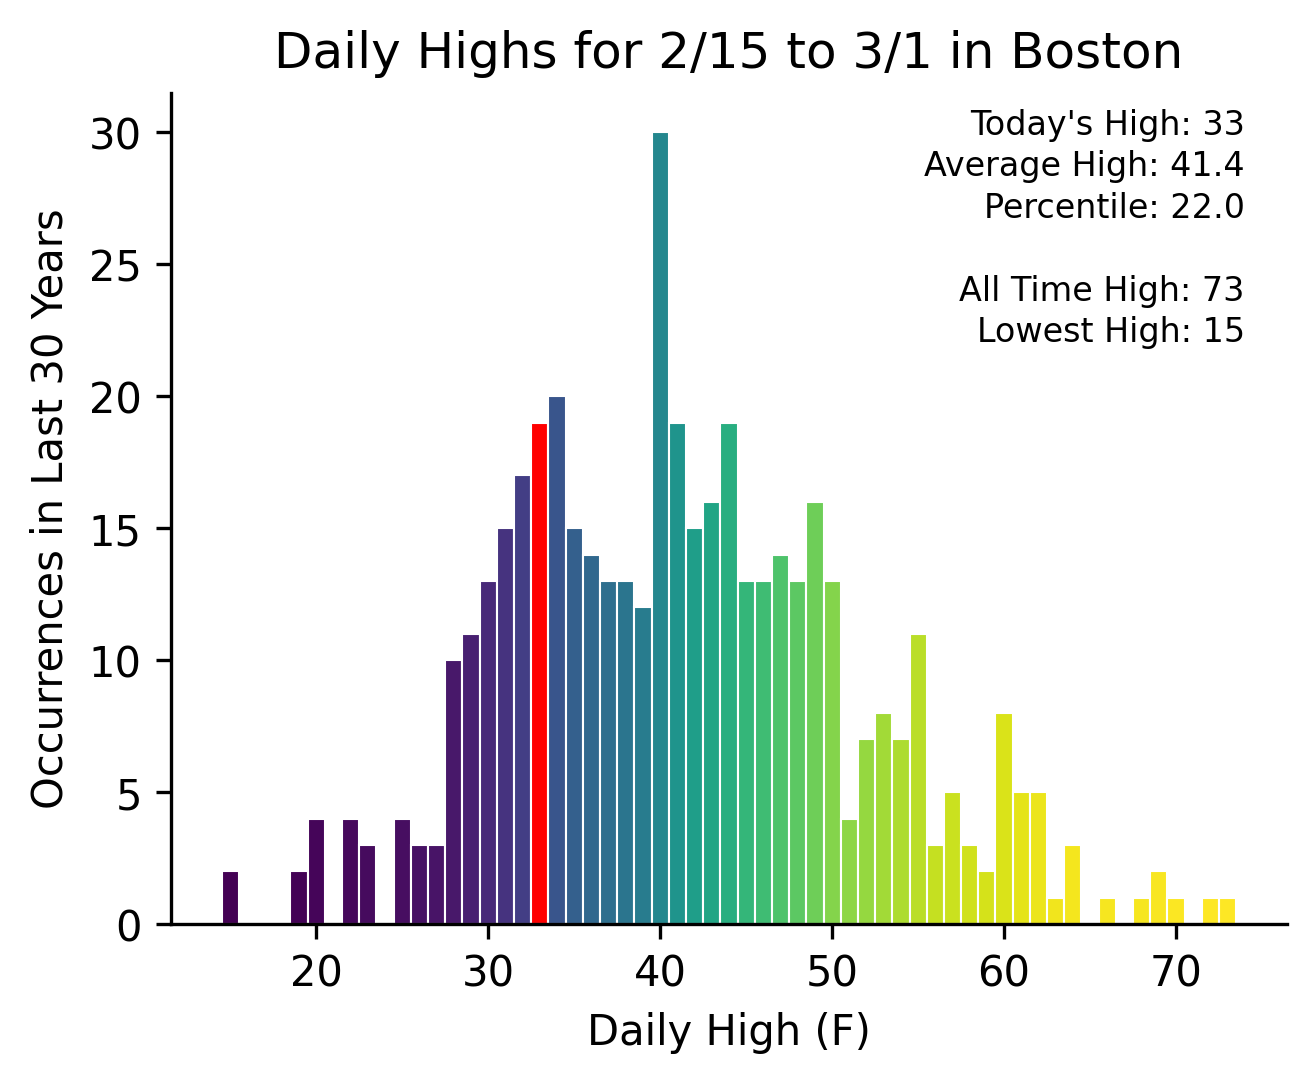 Daily Highs for 2/15 to 3/1 in Boston
Today's High: 33
Average High: 41.4
Percentile: 22.0
All Time High: 73
Lowest High: 15
Occurrences in Last 30 Years
30
25
20
15
10
5
0
20 30 40 50 60 70
Daily High (F)